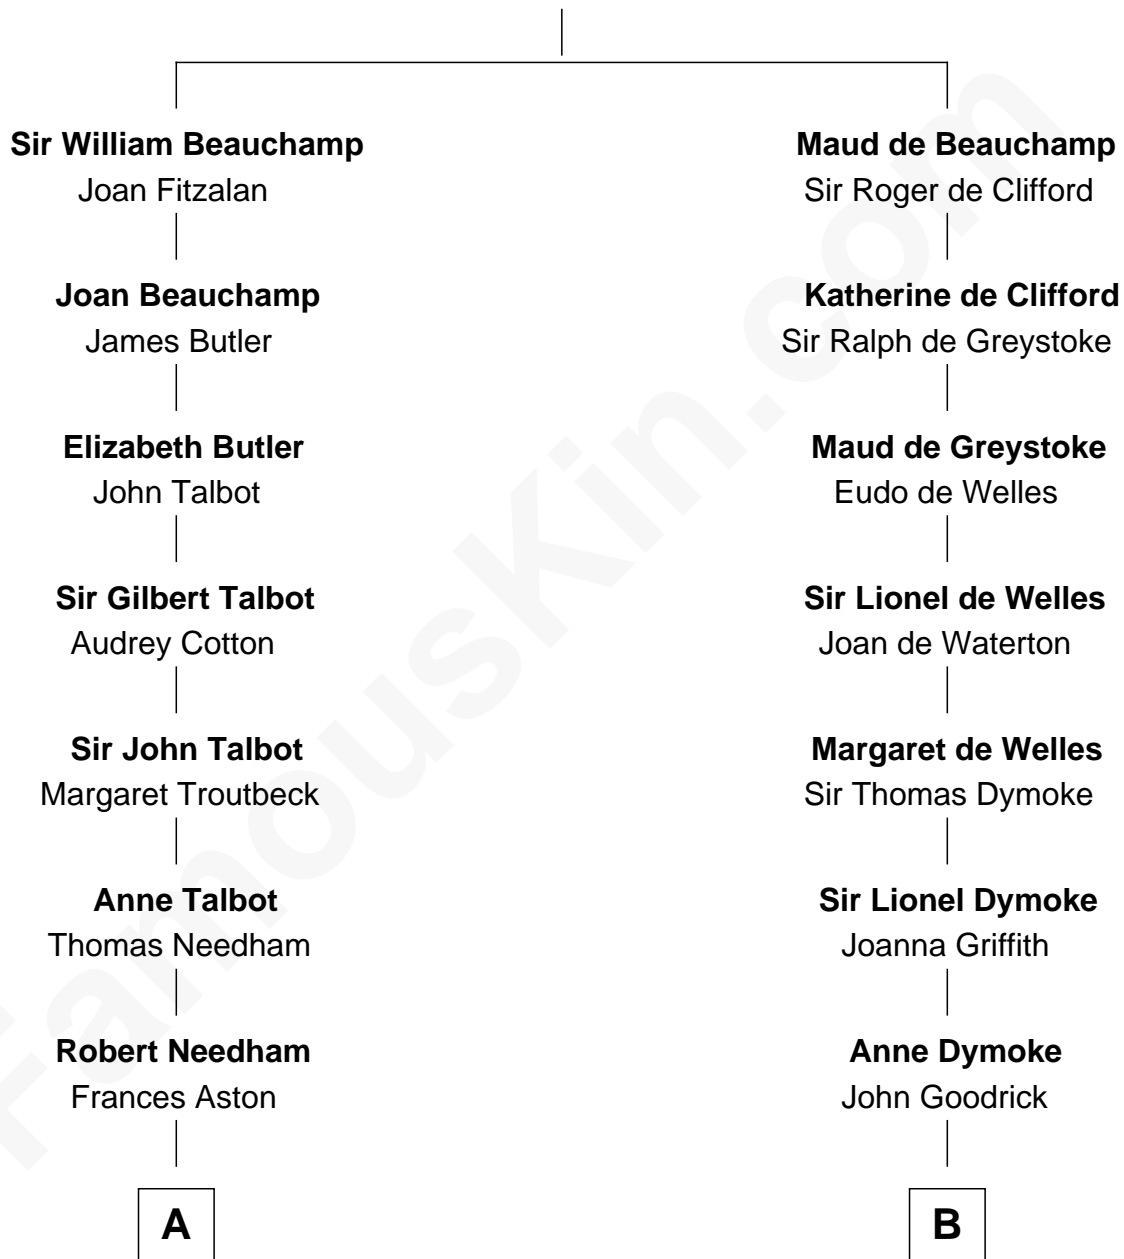 Sir William Beauchamp
Joan Fitzalan
Joan Beauchamp
James Butler
Elizabeth Butler
John Talbot
Sir Gilbert Talbot
Audrey Cotton
Sir John Talbot
Margaret Troutbeck
Anne Talbot
Thomas Needham
Robert Needham
Frances Aston
A
Maud de Beauchamp
Sir Roger de Clifford
Katherine de Clifford
Sir Ralph de Greystoke
Maud de Greystoke
Eudo de Welles
Sir Lionel de Welles
Joan de Waterton
Margaret de Welles
Sir Thomas Dymoke
Sir Lionel Dymoke
Joanna Griffith
Anne Dymoke
John Goodrick
B
FamousKin.com